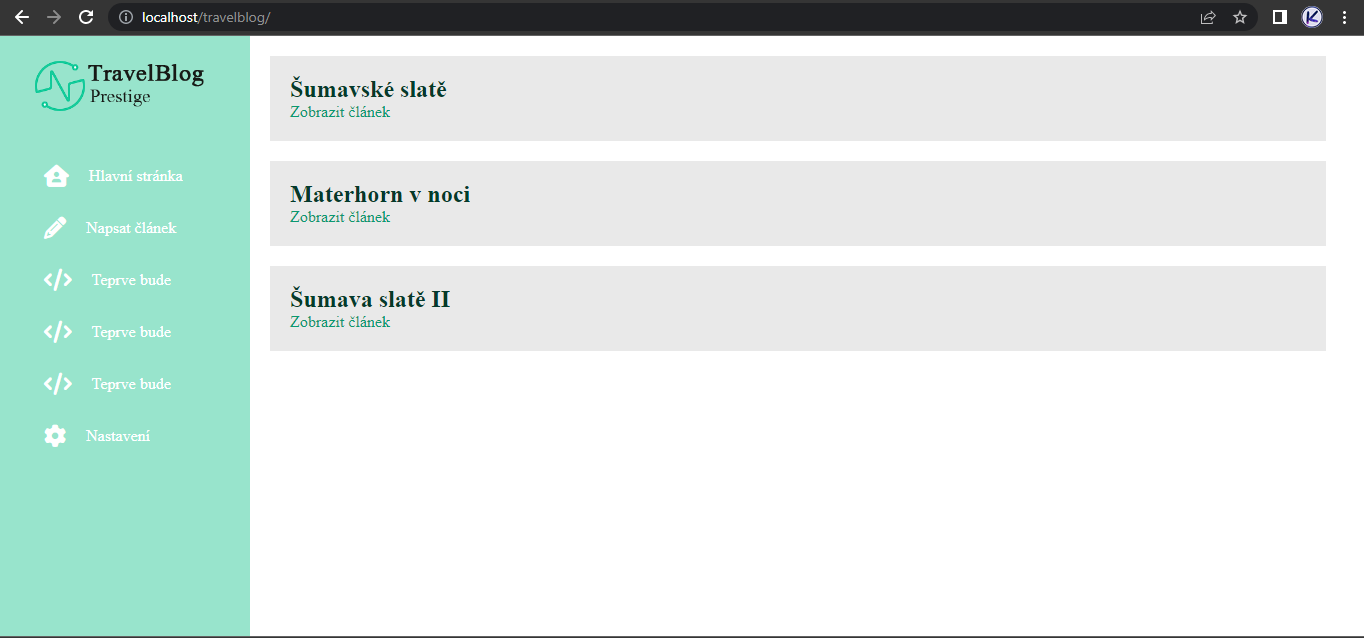 localhost/travelblog/
TravelBlog
Prestige
Hlavní stránka
Napsat článek
</> Teprve bude
</> Teprve bude
</> Teprve bude
Nastavení
Šumavské slatě
Zobrazit článek
Materhorn v noci
Zobrazit článek
Šumava slatě II
Zobrazit článek